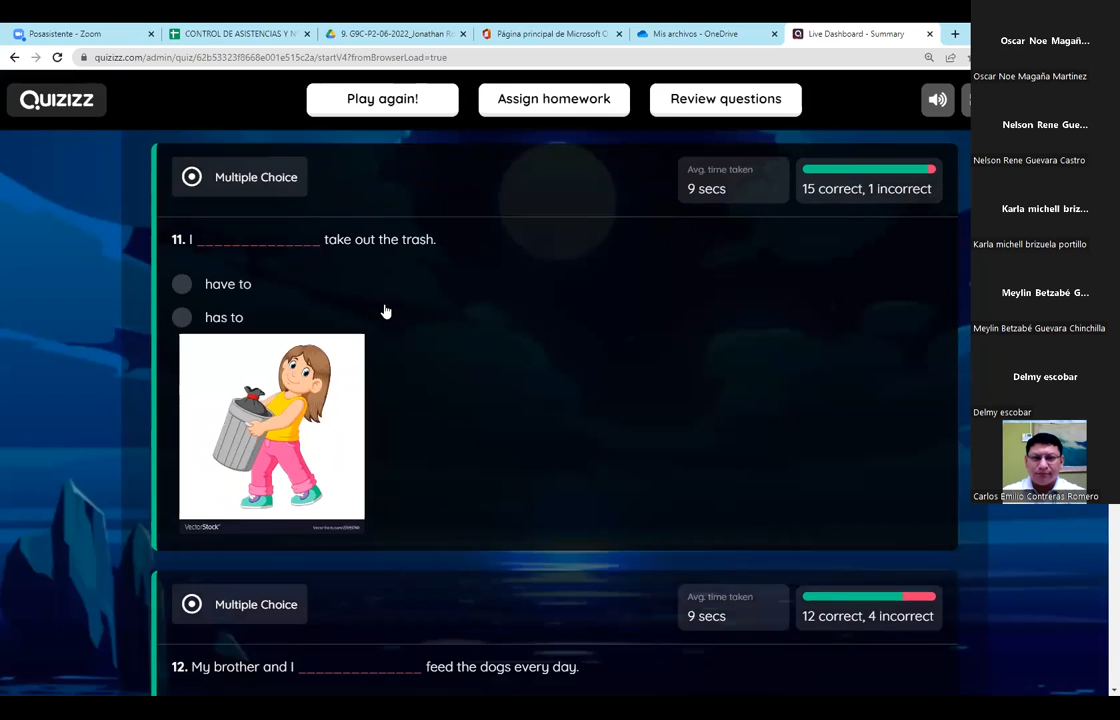 Posasistente - Zoom
CONTROL DE ASISTENCIAS Y N
9. G9C-P2-06-2022_Jonathan R
Página principal de Microsoft O
Mis archivos - OneDrive
Live Dashboard - Summary
quizizz.com/admin/quiz/62b53323f8668e001e515c2a/startV4?fromBrowserLoad=true
QUIZIZZ
Play again!
Assign homework
Review questions
Multiple Choice
Avg. time taken
9 secs
15 correct, 1 incorrect
11. I ______________ take out the trash.
have to
has to
VectorStock
Multiple Choice
Avg. time taken
9 secs
12 correct, 4 incorrect
12. My brother and I ______________ feed the dogs every day.
Oscar Noe Magañ...
Oscar Noe Magaña Martinez
Nelson Rene Gue...
Nelson Rene Guevara Castro
Karla michell briz...
Karla michell brizuela portillo
Meylin Betzabé G...
Meylin Betzabé Guevara Chinchilla
Delmy escobar
Delmy escobar
Carlos Emilio Contreras Romero